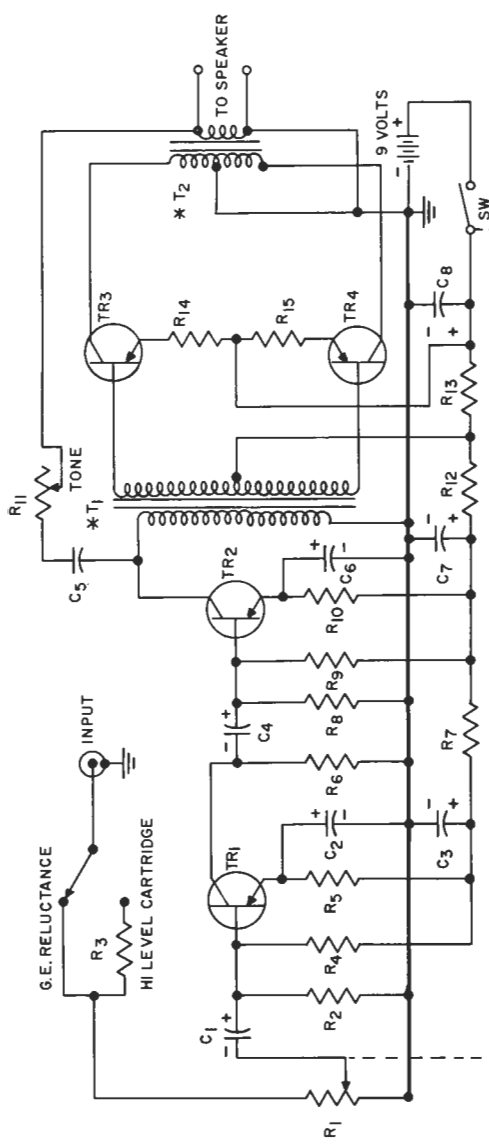 G.E. RELUCTANCE
INPUT
R3
HI LEVEL CARTRIDGE
R11
TONE
C5
*T1
TR3
*T2
TO SPEAKER
R14
R15
TR4
TR2
TR1
C1
- +
C4
- +
R1
R2
R4
R5
C2
+
-
R6
R8
R9
R10
C6
+
-
C3
-
+
R7
C7
-
+
R12
R13
C8
-
+
9 VOLTS
- +
SW